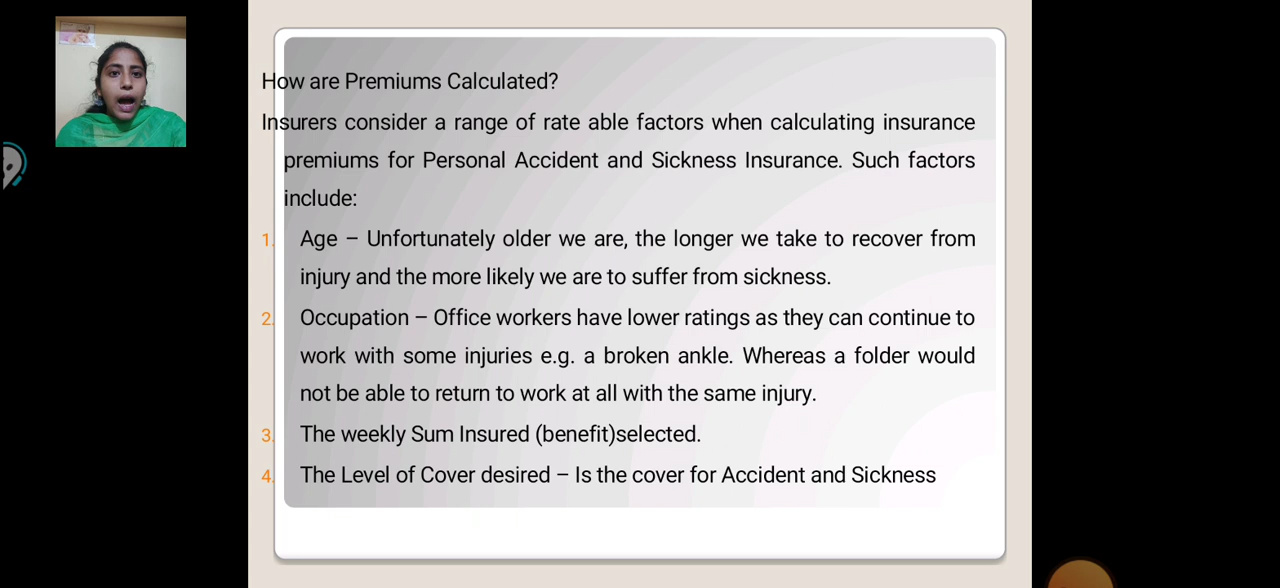 How are Premiums Calculated?
Insurers consider a range of rate able factors when calculating insurance
premiums for Personal Accident and Sickness Insurance. Such factors
include:
1. Age – Unfortunately older we are, the longer we take to recover from
injury and the more likely we are to suffer from sickness.
2. Occupation – Office workers have lower ratings as they can continue to
work with some injuries e.g. a broken ankle. Whereas a folder would
not be able to return to work at all with the same injury.
3. The weekly Sum Insured (benefit)selected.
4. The Level of Cover desired – Is the cover for Accident and Sickness